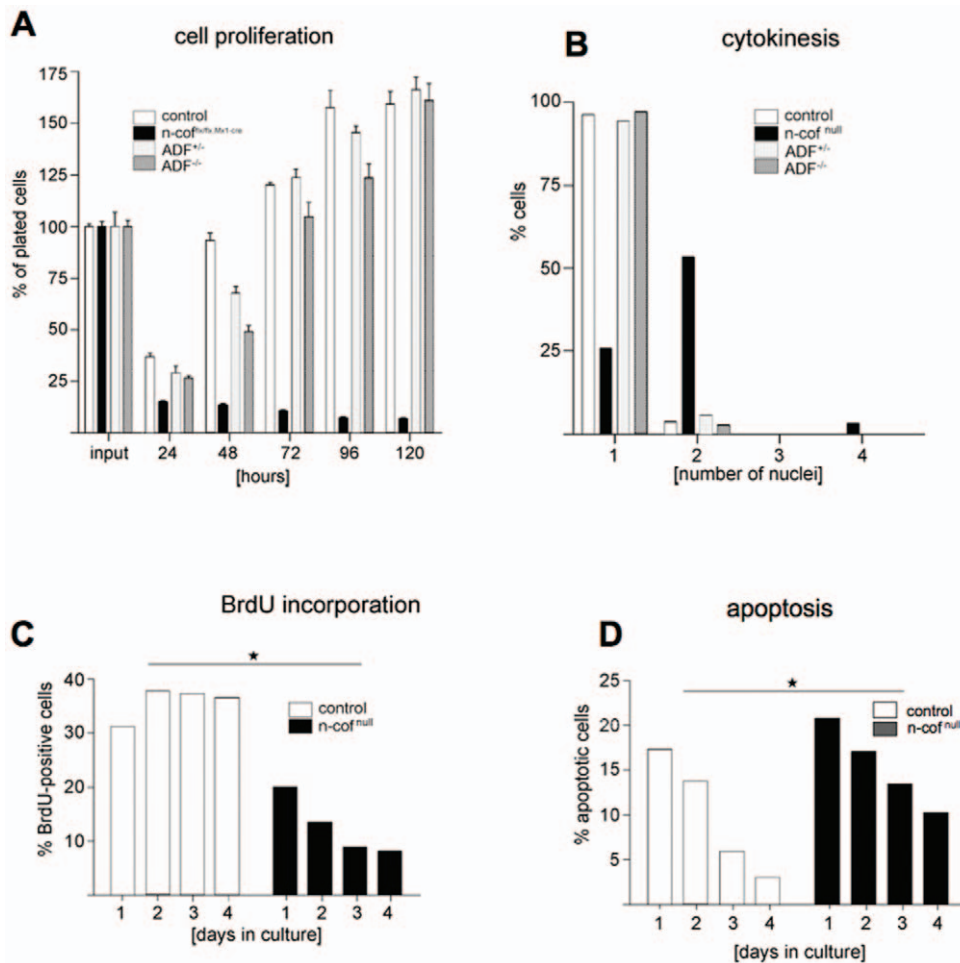 A
cell proliferation
% of plated cells
175
150
125
100
75
50
25
control
n-cof flx/flx,Mx1-cre
ADF+/-
ADF-/-
input 24 48 72 96 120
[hours]
B
cytokinesis
% cells
100
75
50
25
control
n-cof null
ADF+/-
ADF-/-
1 2 3 4
[number of nuclei]
C
BrdU incorporation
★
% BrdU-positive cells
40
30
20
10
control
n-cof null
1 2 3 4 1 2 3 4
[days in culture]
D
apoptosis
★
% apoptotic cells
25
20
15
10
5
control
n-cof null
1 2 3 4 1 2 3 4
[days in culture]